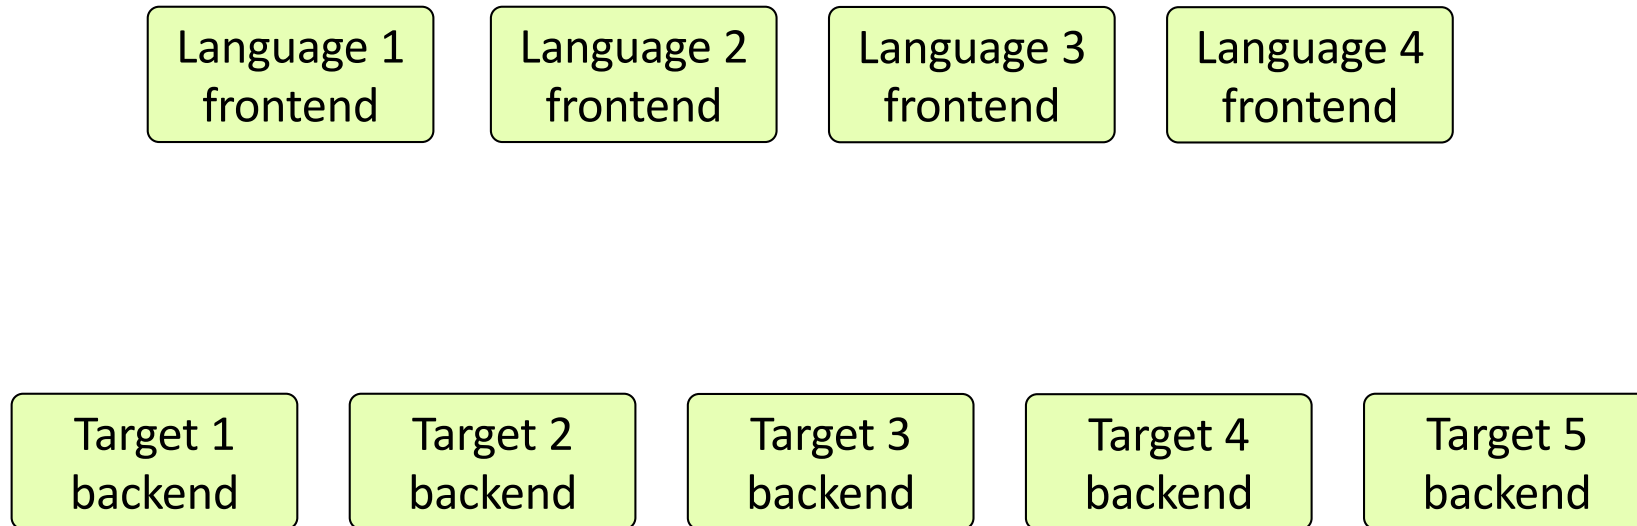 Language 1
frontend
Language 2
frontend
Language 3
frontend
Language 4
frontend
Target 1
backend
Target 2
backend
Target 3
backend
Target 4
backend
Target 5
backend